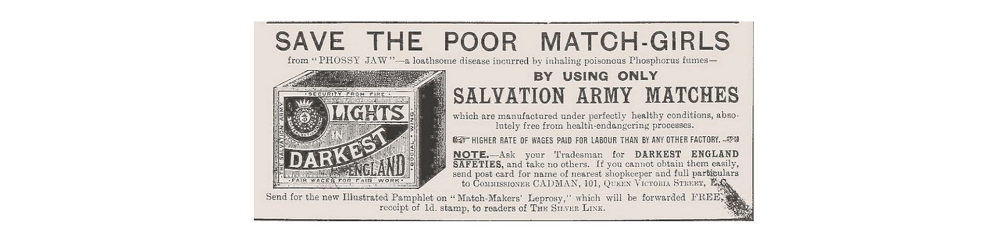 SAVE THE POOR MATCH-GIRLS
from "PHOSSY JAW"—a loathsome disease incurred by inhaling poisonous Phosphorus fumes—
BY USING ONLY
SALVATION ARMY MATCHES
which are manufactured under perfectly healthy conditions, abso-
lutely free from health-endangering processes.
HIGHER RATE OF WAGES PAID FOR LABOUR THAN BY ANY OTHER FACTORY.
NOTE.—Ask your Tradesman for DARKEST ENGLAND
SAFETIES, and take no others. If you cannot obtain them easily,
send post card for name of nearest shopkeeper and full particulars
to COMMISSIONER CADMAN, 101, QUEEN VICTORIA STREET, E.C.
Send for the new Illustrated Pamphlet on "Match-Makers' Leprosy," which will be forwarded FREE,
receipt of 1d. stamp, to readers of THE SILVER LINK.
· SECURITY FROM FIRE ·
· THE SALVATION ARMY
LIGHTS
IN
DARKEST
ENGLAND
· SOCIAL · WING ·
· FAIR WAGES FOR FAIR WORK ·